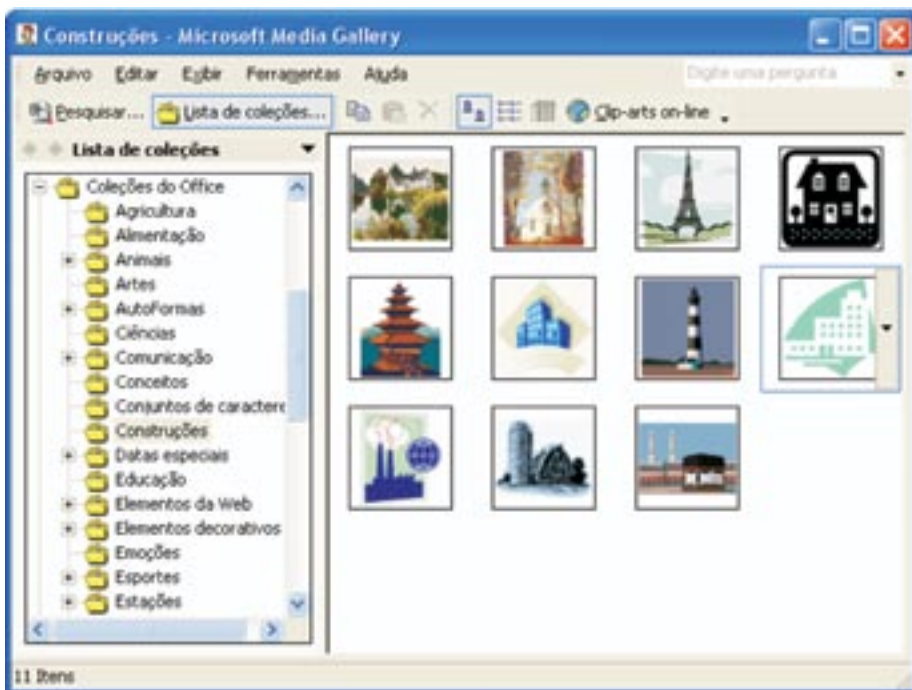 Construções - Microsoft Media Gallery
Arquivo Editar Exibir Ferramentas Ajuda Digite uma pergunta
Pesquisar... Lista de coleções... Clip-arts on-line
Lista de coleções
Coleções do Office
Agricultura
Alimentação
Animais
Artes
AutoFormas
Ciências
Comunicação
Conceitos
Conjuntos de caractere
Construções
Datas especiais
Educação
Elementos da Web
Elementos decorativos
Emoções
Esportes
Estações
11 Itens